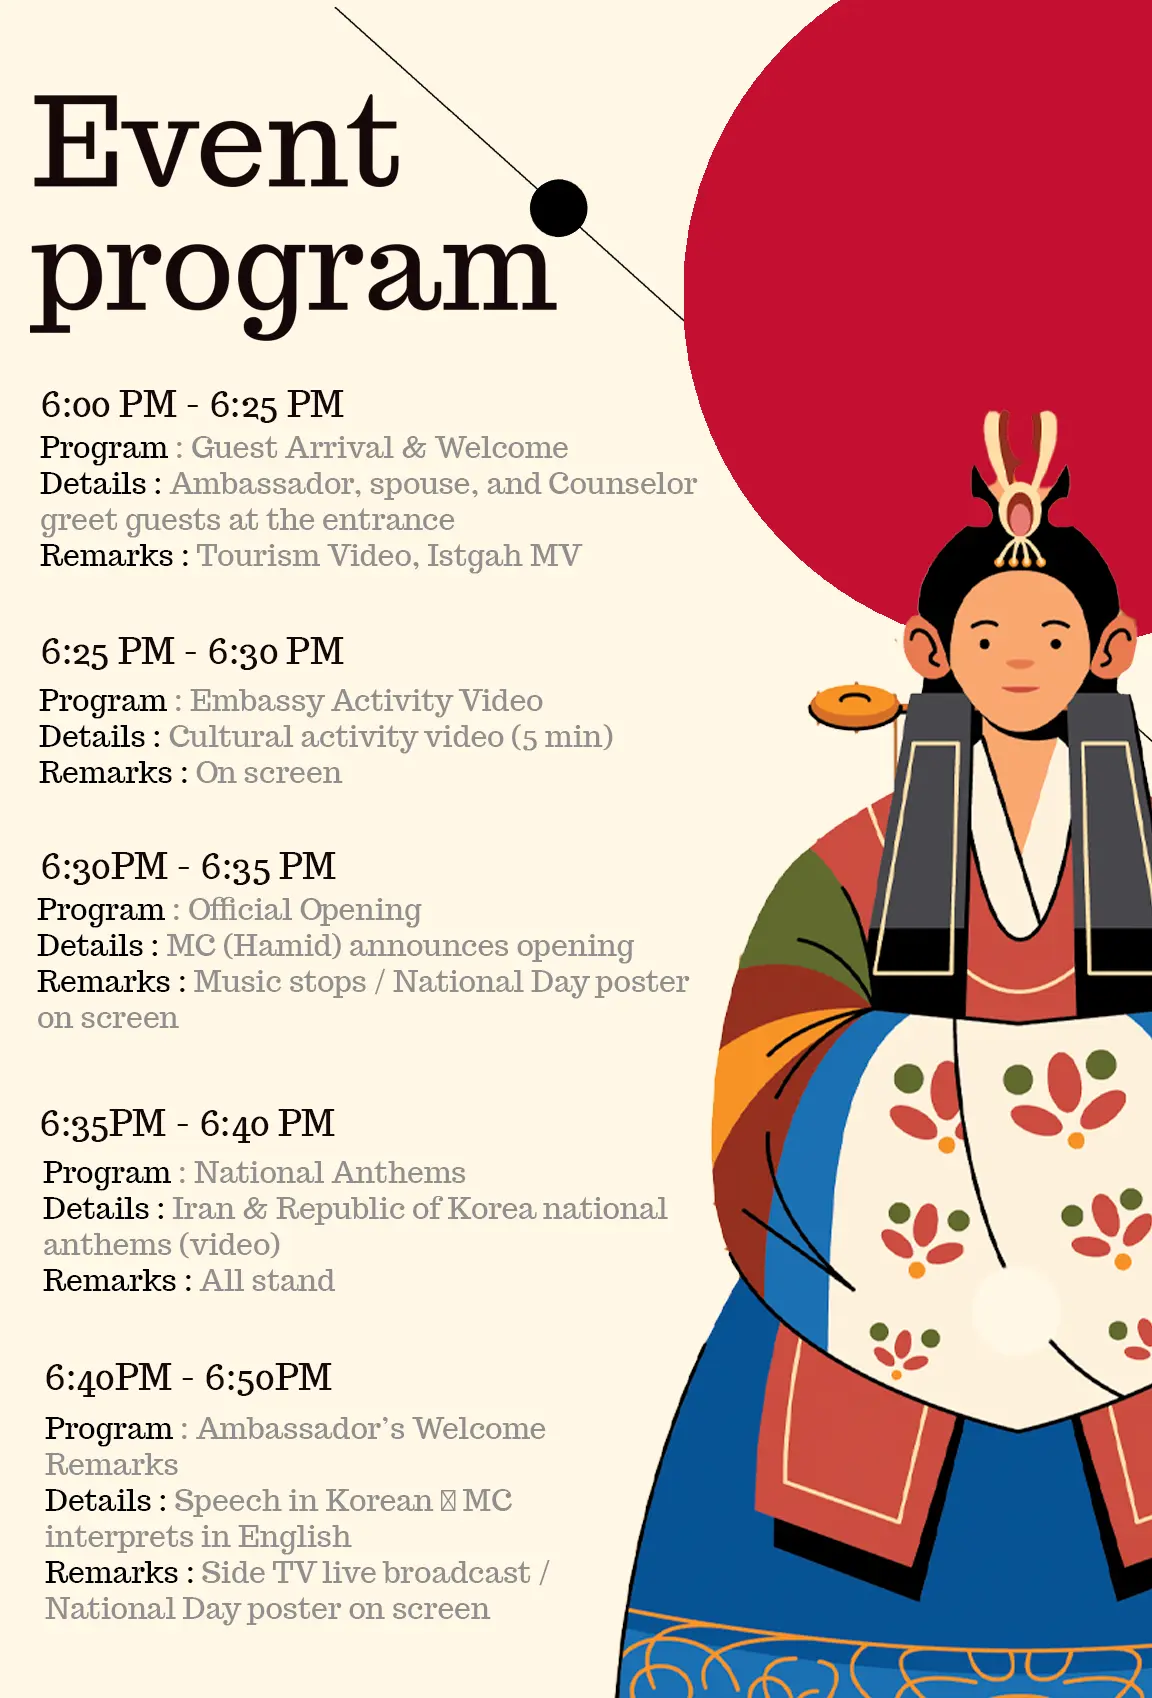 Event
program
6:00 PM - 6:25 PM
Program : Guest Arrival & Welcome
Details : Ambassador, spouse, and Counselor
greet guests at the entrance
Remarks : Tourism Video, Istgah MV
6:25 PM - 6:30 PM
Program : Embassy Activity Video
Details : Cultural activity video (5 min)
Remarks : On screen
6:30PM - 6:35 PM
Program : Official Opening
Details : MC (Hamid) announces opening
Remarks : Music stops / National Day poster
on screen
6:35PM - 6:40 PM
Program : National Anthems
Details : Iran & Republic of Korea national
anthems (video)
Remarks : All stand
6:40PM - 6:50PM
Program : Ambassador’s Welcome
Remarks
Details : Speech in Korean  MC
interprets in English
Remarks : Side TV live broadcast /
National Day poster on screen